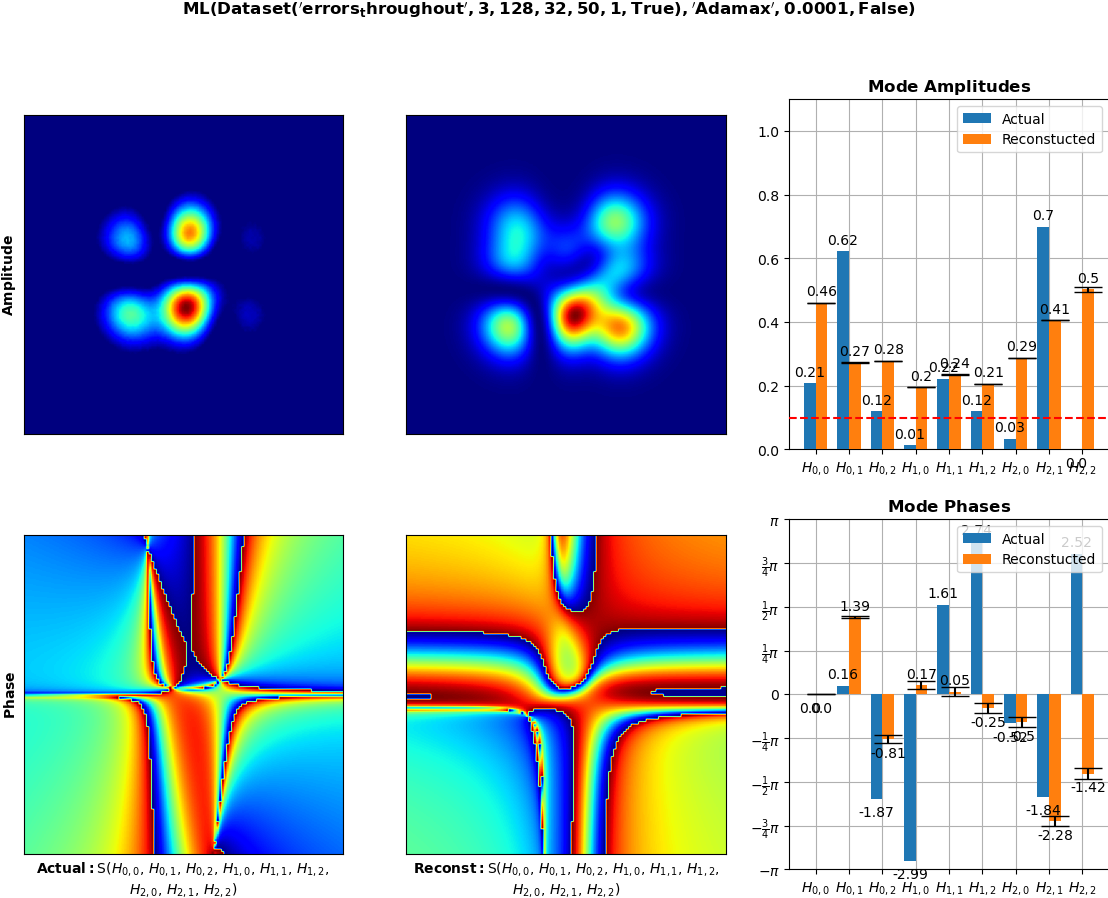 ML(Dataset('errors_throughout', 3, 128, 32, 50, 1, True), 'Adamax', 0.0001, False)
Amplitude
Mode Amplitudes
Actual
Reconstucted
1.0
0.8
0.6
0.4
0.2
0.0
0.21
0.46
0.62
0.27
0.12
0.28
0.01
0.2
0.22
0.24
0.12
0.21
0.03
0.29
0.7
0.41
0.0
0.5
H0,0 H0,1 H0,2 H1,0 H1,1 H1,2 H2,0 H2,1 H2,2
Phase
Actual: S(H0,0, H0,1, H0,2, H1,0, H1,1, H1,2,
H2,0, H2,1, H2,2)
Reconst: S(H0,0, H0,1, H0,2, H1,0, H1,1, H1,2,
H2,0, H2,1, H2,2)
Mode Phases
Actual
Reconstucted
π
3/4π
1/2π
1/4π
0
−1/4π
−1/2π
−3/4π
−π
0.0
0.0
0.16
1.39
-1.87
-0.81
-2.99
0.17
1.61
0.05
2.74
-0.25
-0.52
-0.5
-1.84
-2.28
2.52
-1.42
H0,0 H0,1 H0,2 H1,0 H1,1 H1,2 H2,0 H2,1 H2,2